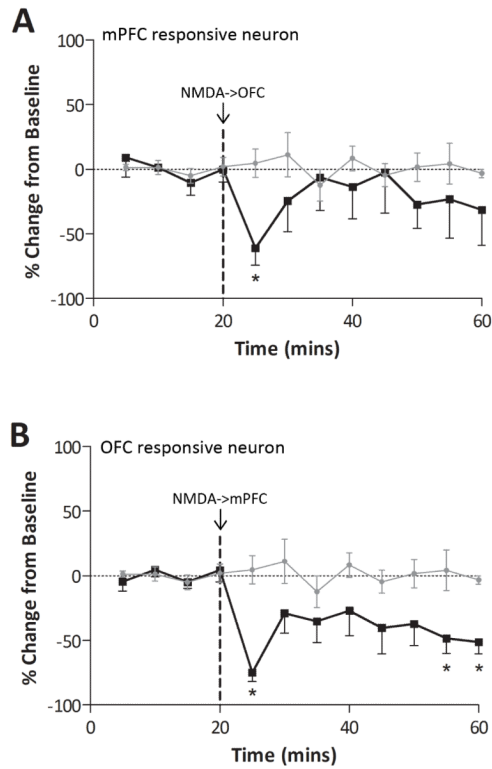 A
mPFC responsive neuron
NMDA->OFC
% Change from Baseline
100
50
0
-50
-100
*
0 20 40 60
Time (mins)
B
OFC responsive neuron
NMDA->mPFC
% Change from Baseline
100
50
0
-50
-100
* * *
0 20 40 60
Time (mins)